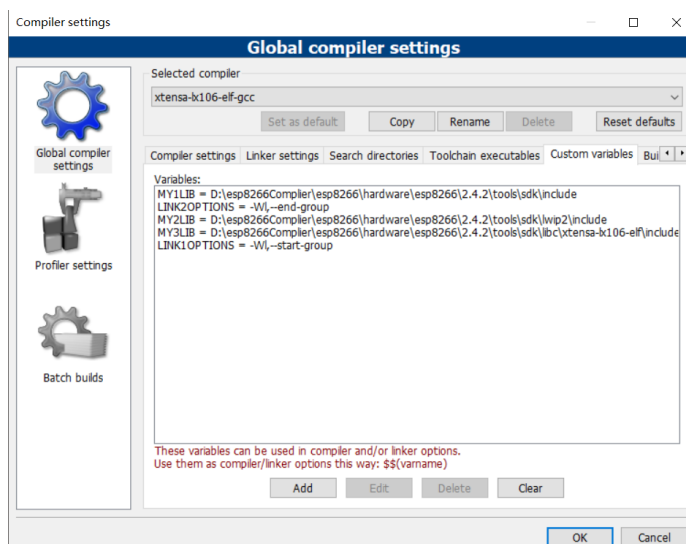 Compiler settings
Global compiler settings
Global compiler
settings
Profiler settings
Batch builds
Selected compiler
xtensa-lx106-elf-gcc
Set as default
Copy
Rename
Delete
Reset defaults
Compiler settings
Linker settings
Search directories
Toolchain executables
Custom variables
Bui
Variables:
MY1LIB = D:\esp8266Complier\esp8266\hardware\esp8266\2.4.2\tools\sdk\include
LINK2OPTIONS = -Wl,--end-group
MY2LIB = D:\esp8266Complier\esp8266\hardware\esp8266\2.4.2\tools\sdk\lwip2\include
MY3LIB = D:\esp8266Complier\esp8266\hardware\esp8266\2.4.2\tools\sdk\libc\xtensa-lx106-elf\include
LINK1OPTIONS = -Wl,--start-group
These variables can be used in compiler and/or linker options.
Use them as compiler/linker options this way: $$(varname)
Add
Edit
Delete
Clear
OK
Cancel